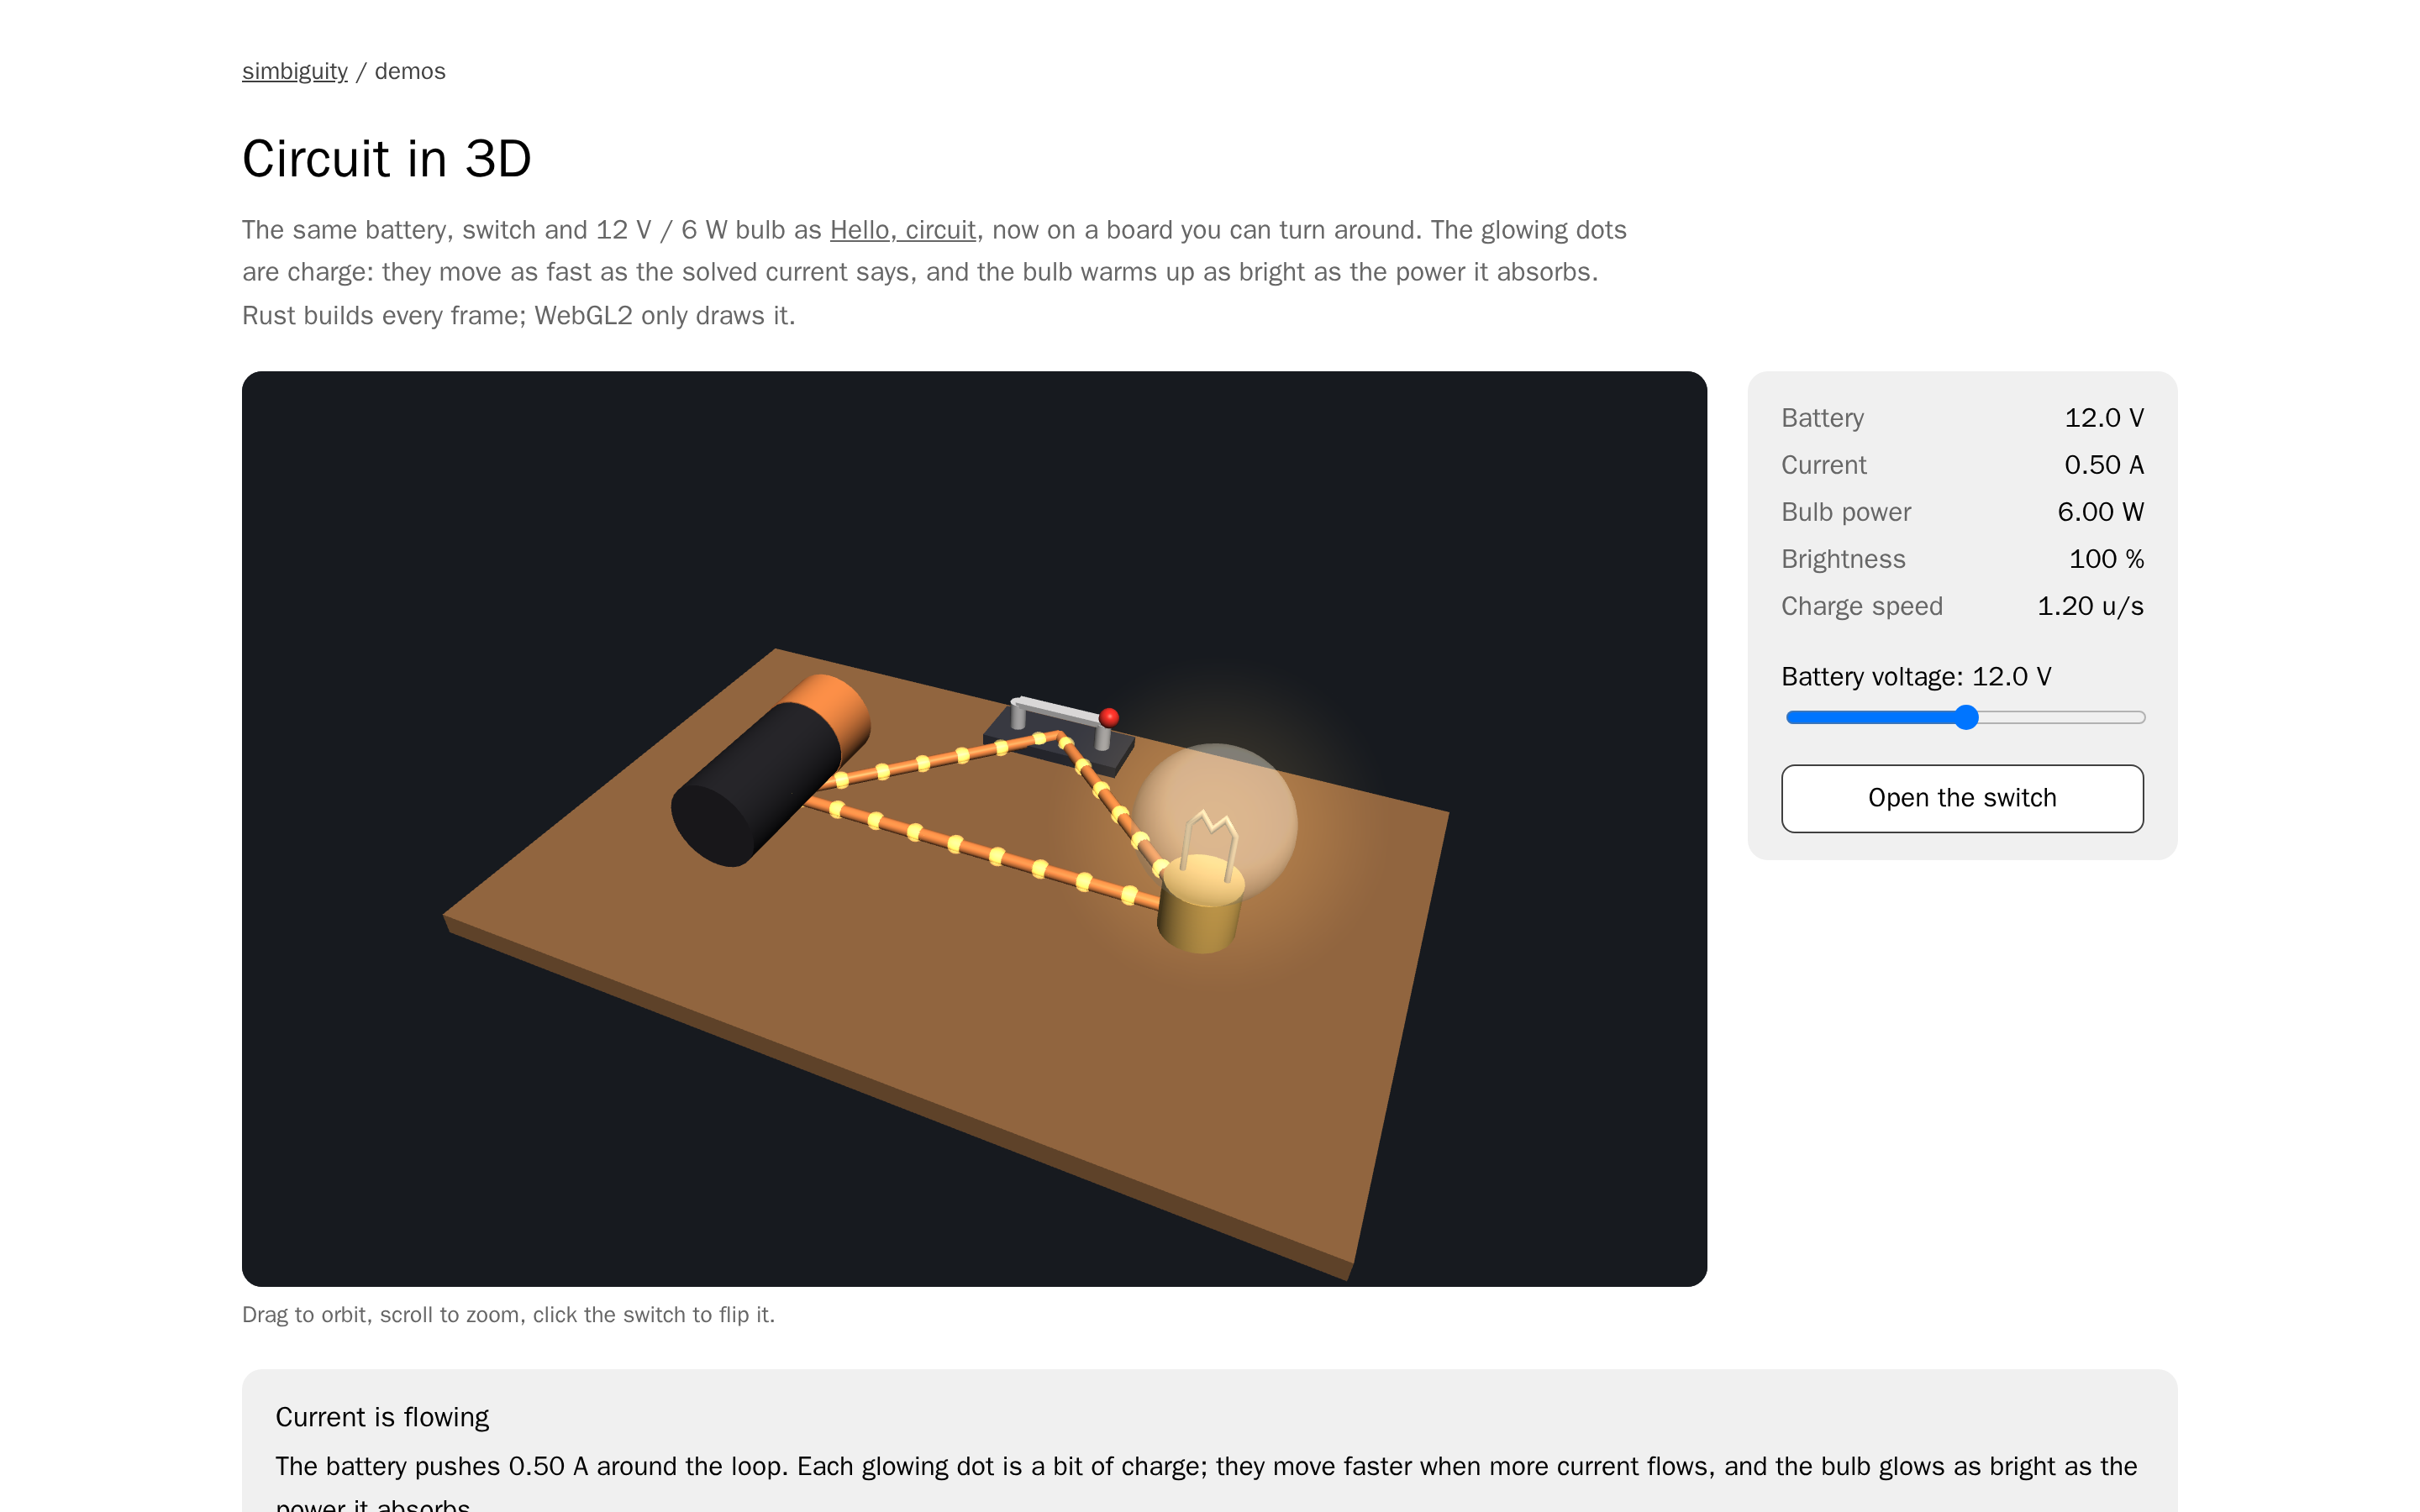 simbiguity / demos
Circuit in 3D
The same battery, switch and 12 V / 6 W bulb as Hello, circuit, now on a board you can turn around. The glowing dots
are charge: they move as fast as the solved current says, and the bulb warms up as bright as the power it absorbs.
Rust builds every frame; WebGL2 only draws it.
Battery 12.0 V
Current 0.50 A
Bulb power 6.00 W
Brightness 100 %
Charge speed 1.20 u/s
Battery voltage: 12.0 V
Open the switch
Drag to orbit, scroll to zoom, click the switch to flip it.
Current is flowing
The battery pushes 0.50 A around the loop. Each glowing dot is a bit of charge; they move faster when more current flows, and the bulb glows as bright as the
power it absorbs.